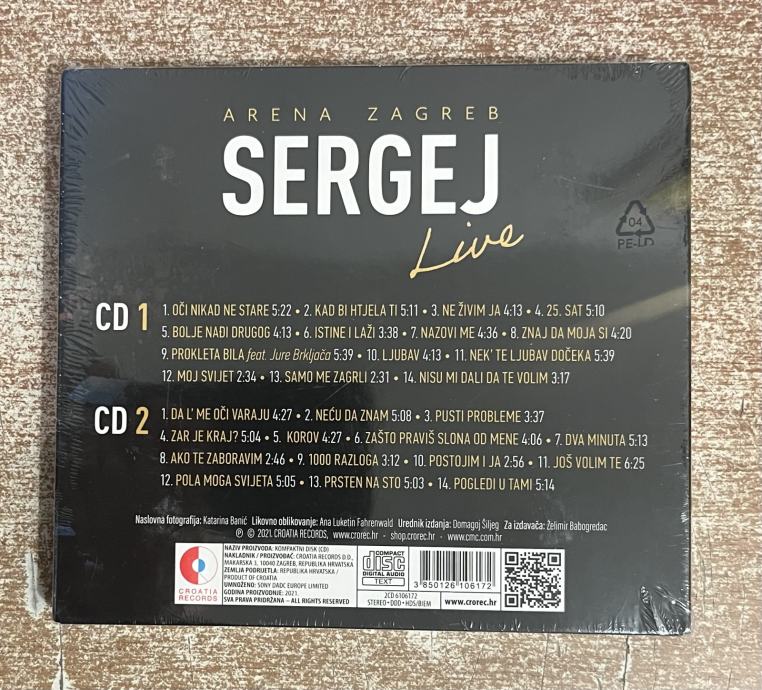 ARENA ZAGREB
SERGEJ
Live
04
PE-LD
CD 1
1. OČI NIKAD NE STARE 5:22 • 2. KAD BI HTJELA TI 5:11 • 3. NE ŽIVIM JA 4:13 • 4. 25. SAT 5:10
5. BOLJE NAĐI DRUGOG 4:13 • 6. ISTINE I LAŽI 3:38 • 7. NAZOVI ME 4:36 • 8. ZNAJ DA MOJA SI 4:20
9. PROKLETA BILA feat. Jure Brkljača 5:39 • 10. LJUBAV 4:13 • 11. NEK' TE LJUBAV DOČEKA 5:39
12. MOJ SVIJET 2:34 • 13. SAMO ME ZAGRLI 2:31 • 14. NISU MI DALI DA TE VOLIM 3:17
CD 2
1. DA L' ME OČI VARAJU 4:27 • 2. NEĆU DA ZNAM 5:08 • 3. PUSTI PROBLEME 3:37
4. ZAR JE KRAJ? 5:04 • 5. KOROV 4:27 • 6. ZAŠTO PRAVIŠ SLONA OD MENE 4:06 • 7. DVA MINUTA 5:13
8. AKO TE ZABORAVIM 2:46 • 9. 1000 RAZLOGA 3:12 • 10. POSTOJIM I JA 2:56 • 11. JOŠ VOLIM TE 6:25
12. POLA MOGA SVIJETA 5:05 • 13. PRSTEN NA STO 5:03 • 14. POGLEDI U TAMI 5:14
Naslovna fotografija: Katarina Banić Likovno oblikovanje: Ana Luketin Fahrenwald Urednik izdanja: Domagoj Šiljeg Za izdavača: Želimir Babogredac
℗ © 2021 CROATIA RECORDS, www.crorec.hr · shop.crorec.hr · www.cmc.com.hr
CROATIA
RECORDS
NAZIV PROIZVODA: KOMPAKTNI DISK (CD)
NAKLADNIK / PROIZVOĐAČ: CROATIA RECORDS D.D.,
MAKARSKA 3, 10040 ZAGREB, REPUBLIKA HRVATSKA
ZEMLJA PODRIJETLA: REPUBLIKA HRVATSKA /
PRODUCT OF CROATIA
UMNOŽENO: SONY DADC EUROPE LIMITED
GODINA PROIZVODNJE: 2021.
SVA PRAVA PRIDRŽANA – ALL RIGHTS RESERVED
COMPACT
disc
DIGITAL AUDIO
TEXT
2CD 6106172
STEREO • DDD • HDS/BIEM
3 850126 106172
www.crorec.hr